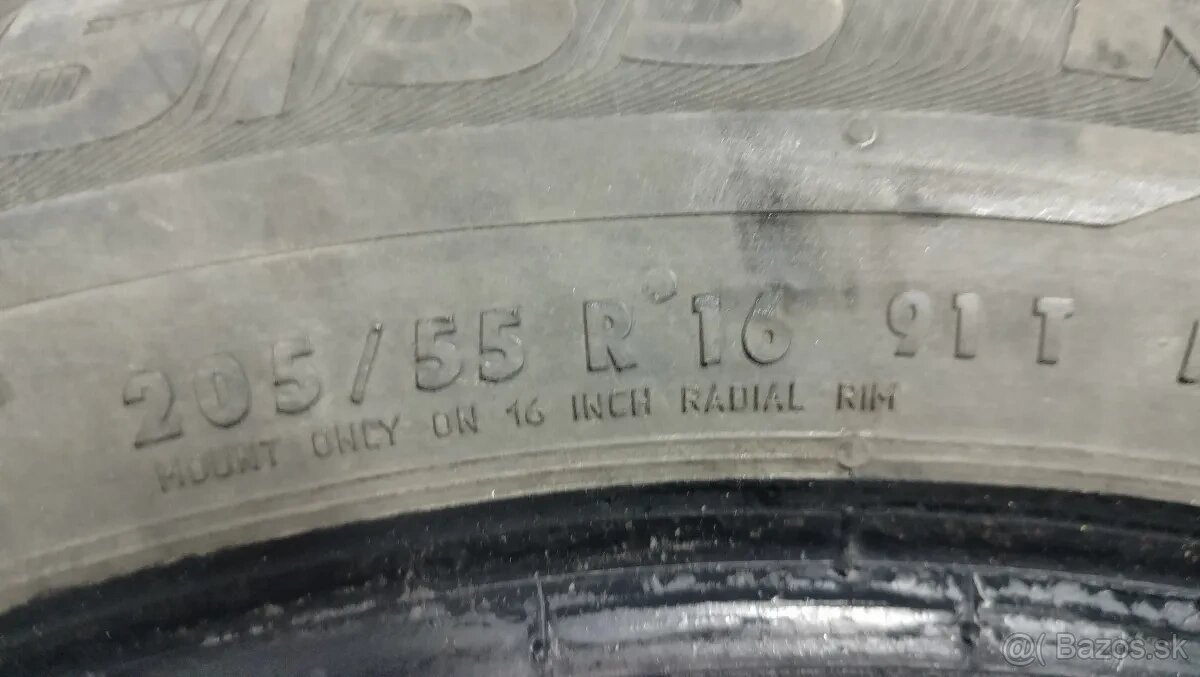 205/55 R 16 91 T
MOUNT ONLY ON 16 INCH RADIAL RIM
@( Bazos.sk